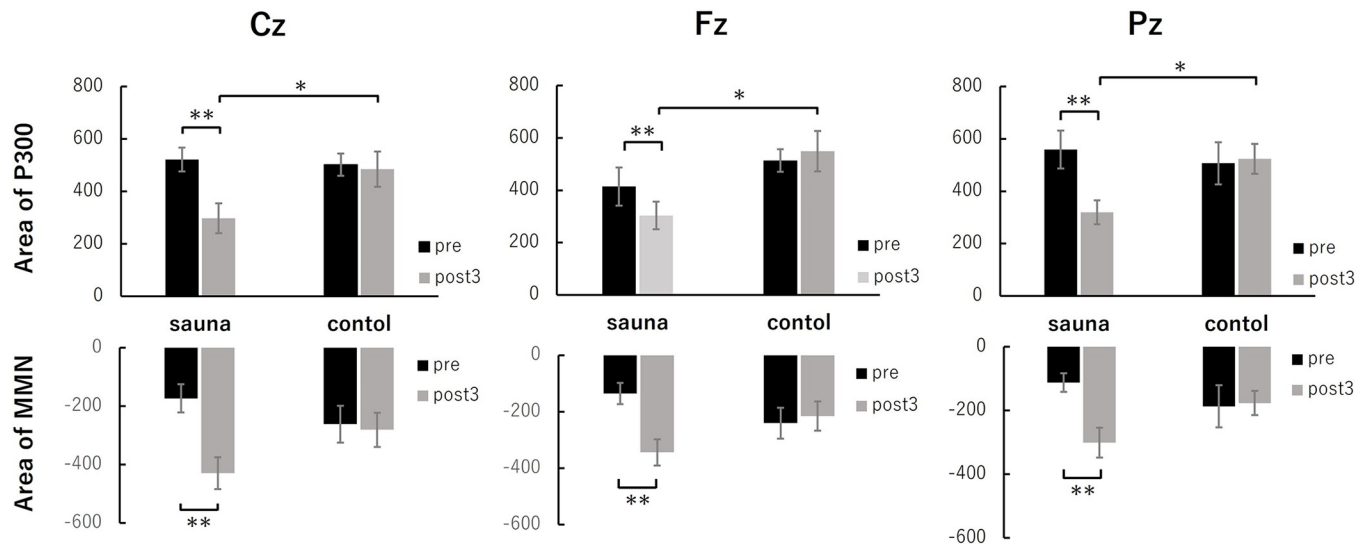 Cz
Fz
Pz
Area of P300
800
600
400
200
0
*
**
pre
post3
sauna
contol
800
600
400
200
0
*
**
pre
post3
sauna
contol
800
600
400
200
0
*
**
pre
post3
sauna
contol
Area of MMN
0
-200
-400
-600
**
pre
post3
0
-200
-400
-600
**
pre
post3
0
-200
-400
-600
**
pre
post3